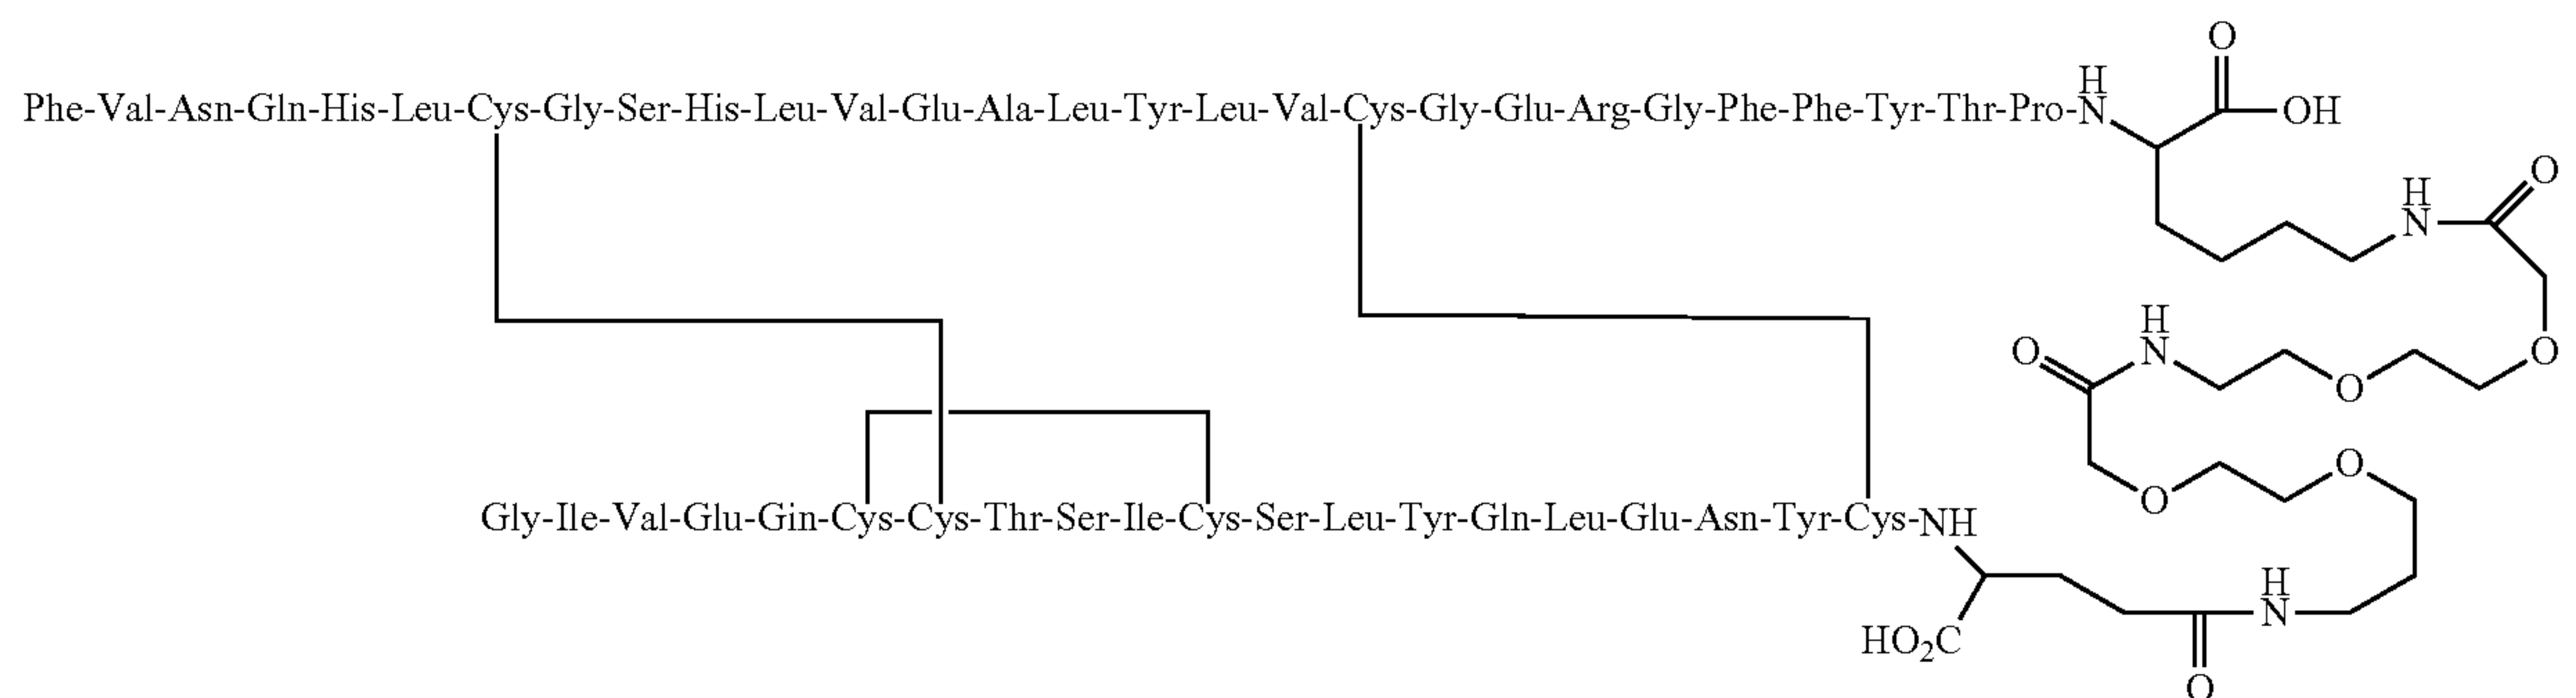 O
Phe-Val-Asn-Gln-His-Leu-Cys-Gly-Ser-His-Leu-Val-Glu-Ala-Leu-Tyr-Leu-Val-Cys-Gly-Glu-Arg-Gly-Phe-Phe-Tyr-Thr-Pro-N
H
OH
O
H
N
H
N
O
O
O
O
O
Gly-Ile-Val-Glu-Gin-Cys-Cys-Thr-Ser-Ile-Cys-Ser-Leu-Tyr-Gln-Leu-Glu-Asn-Tyr-Cys-NH
H
N
HO2C
O